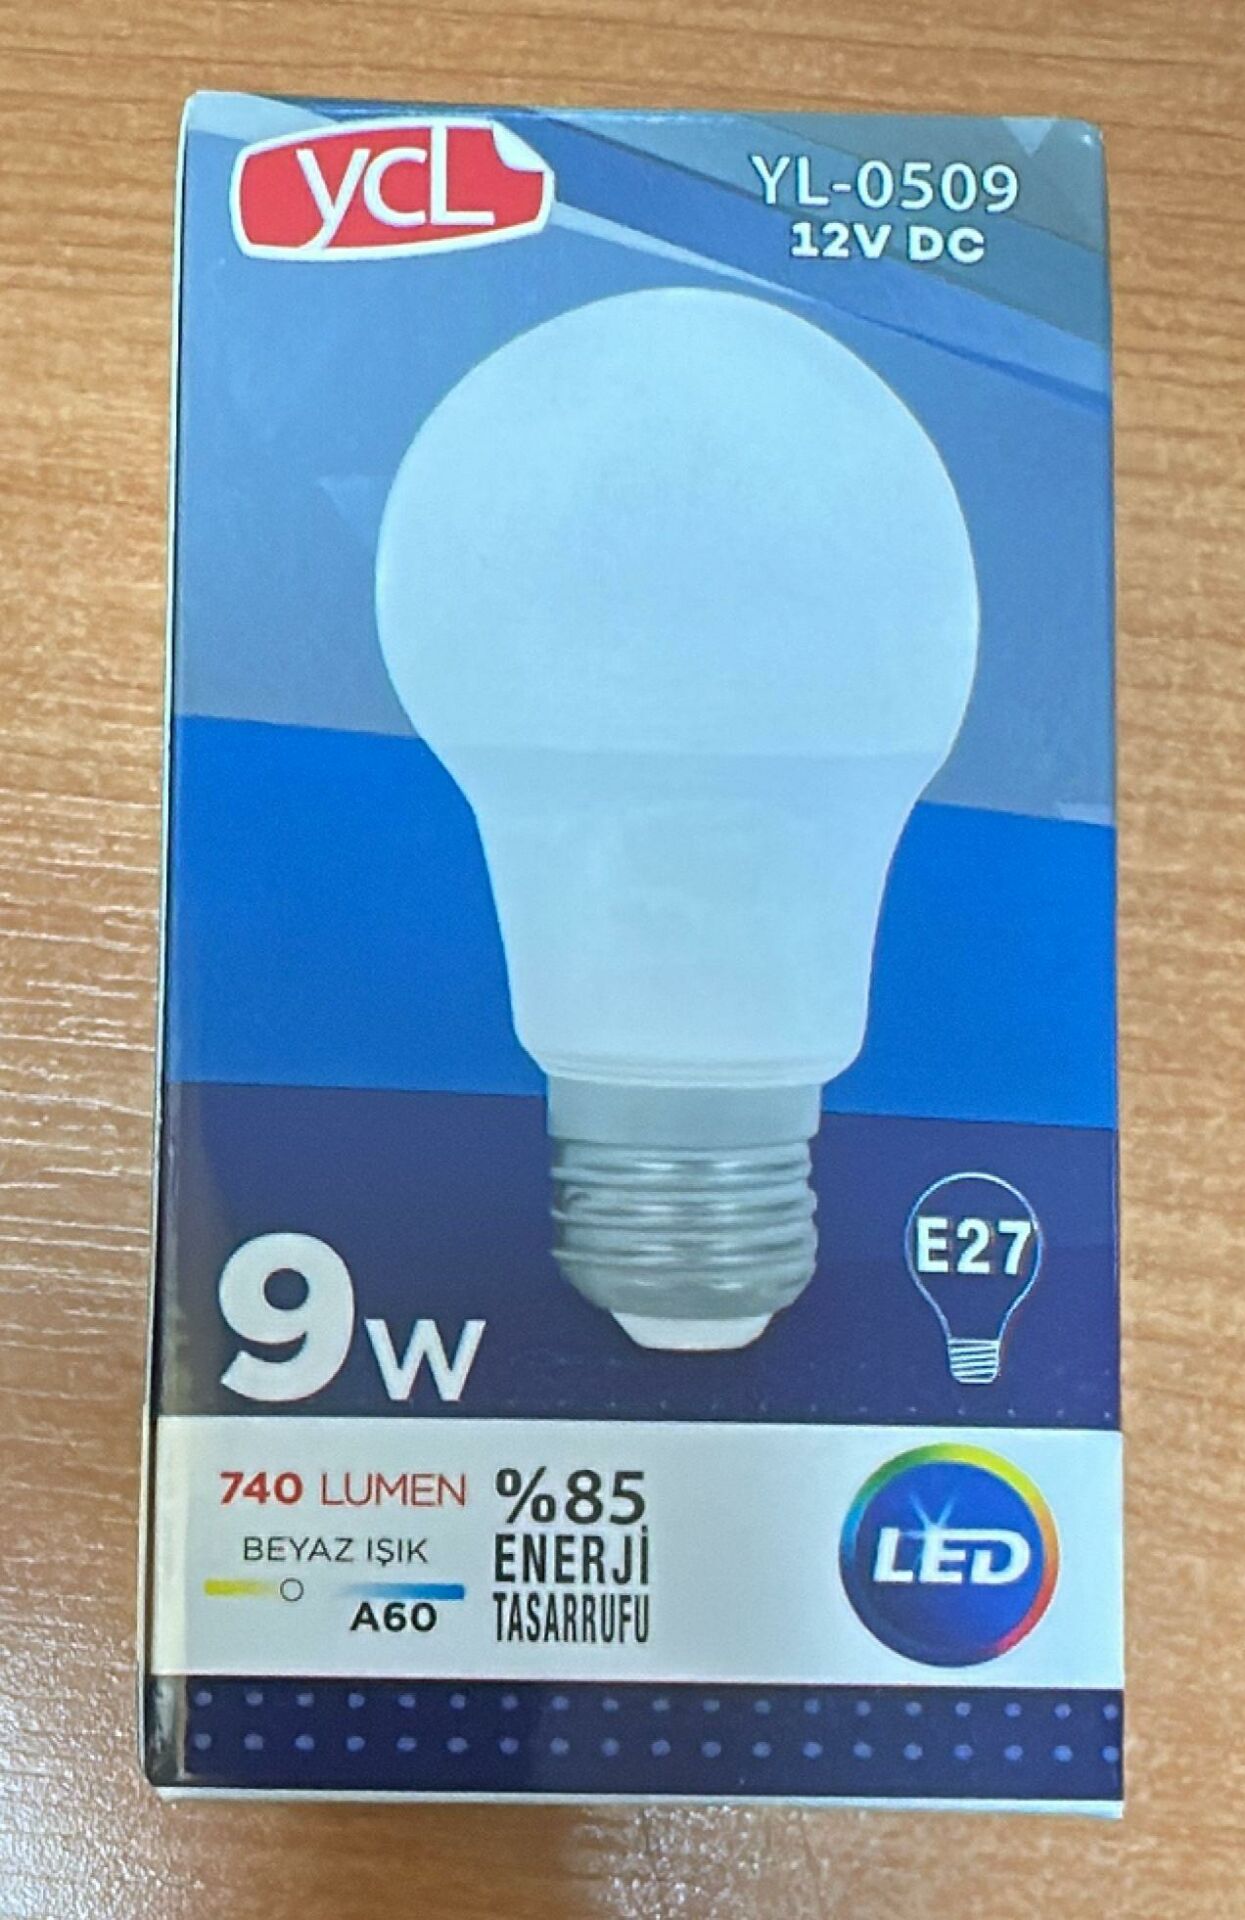 ycL
YL-0509
12V DC
E27
9W
740 LUMEN
BEYAZ IŞIK
A60
%85
ENERJİ
TASARRUFU
LED